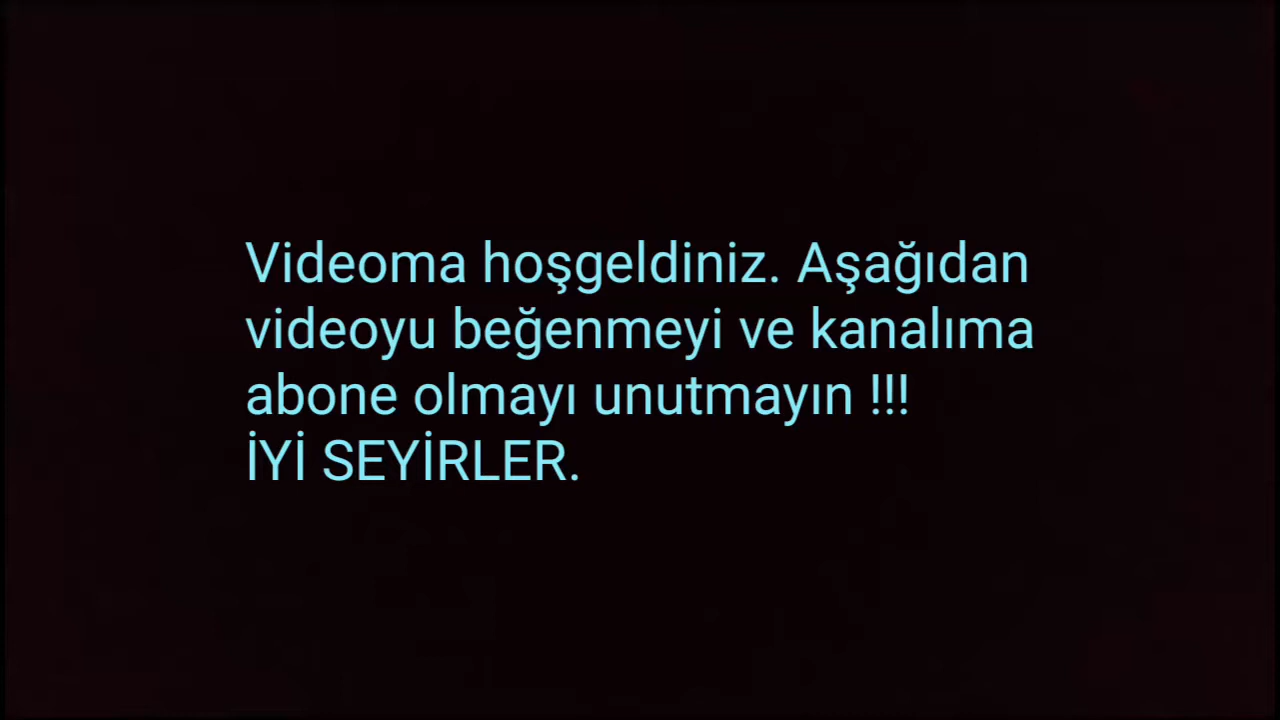 Videoma hoşgeldiniz. Aşağıdan
videoyu beğenmeyi ve kanalıma
abone olmayı unutmayın !!!
İYİ SEYİRLER.